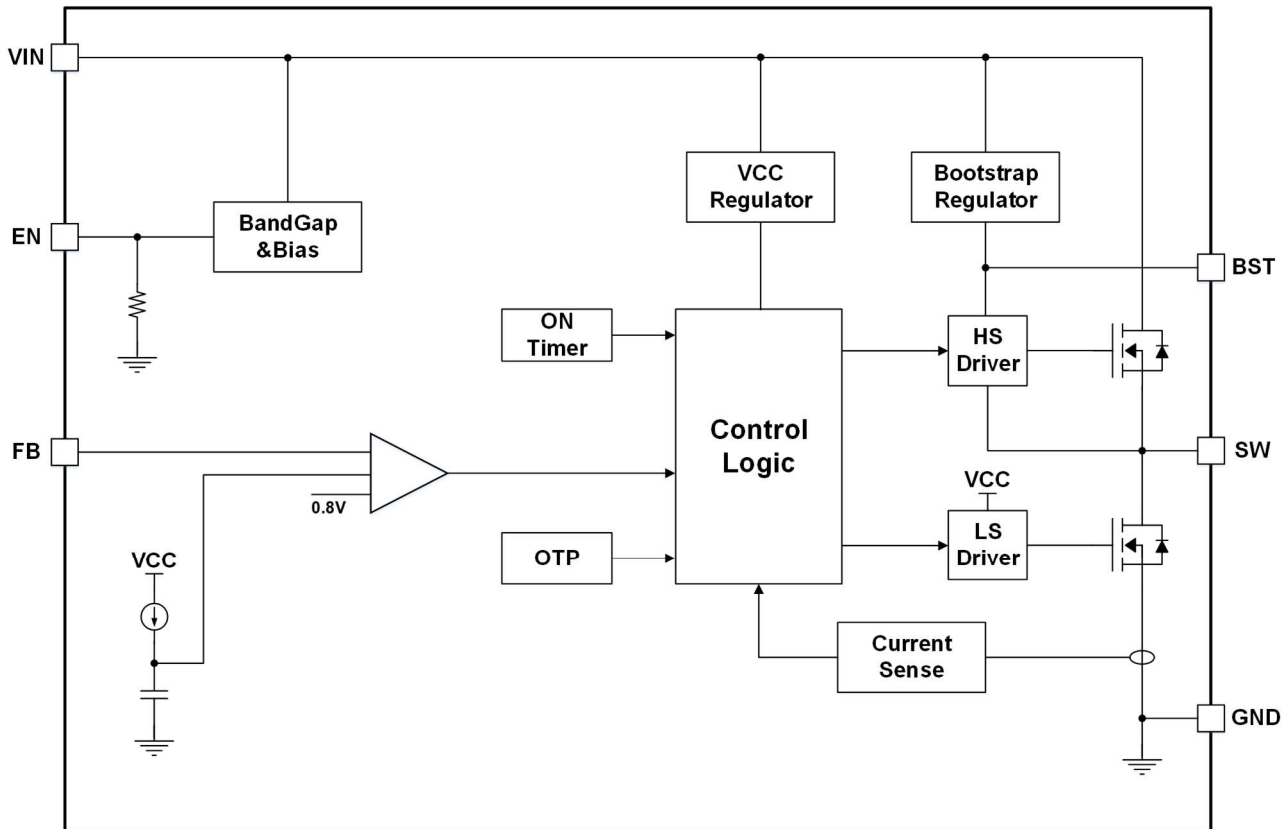 VIN
VCC
Regulator
Bootstrap
Regulator
BandGap
&Bias
EN
BST
ON
Timer
HS
Driver
Control
Logic
FB
SW
0.8V
VCC
LS
Driver
OTP
VCC
Current
Sense
GND